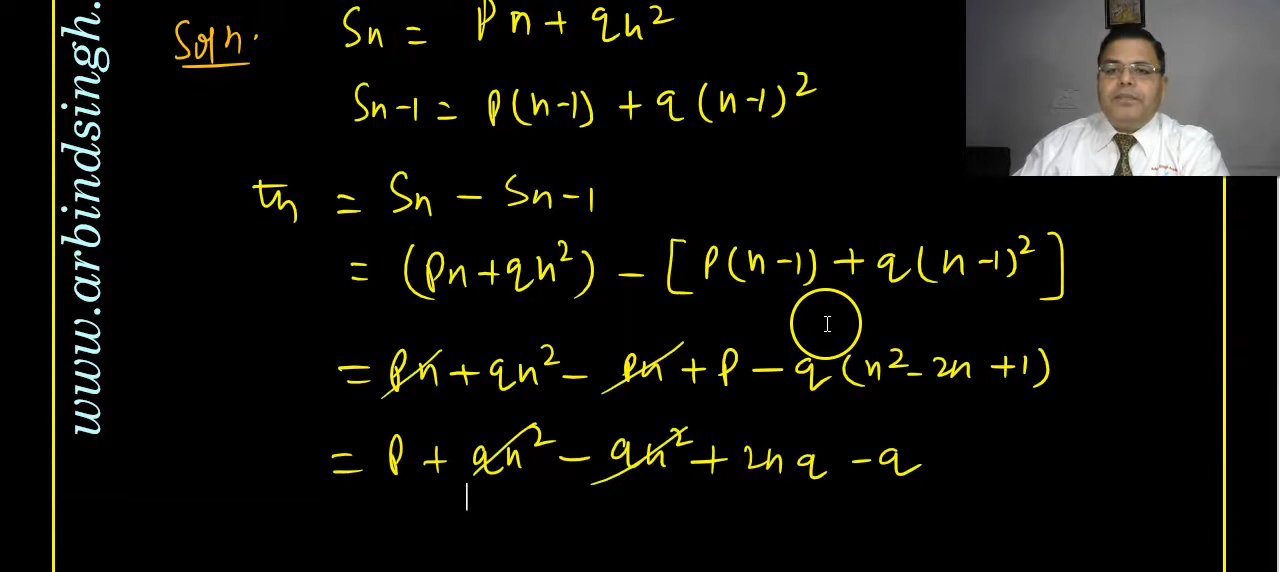 www.arbindsingh.
Soln.
Sn = Pn + qn²
Sn-1 = P(n-1) + q(n-1)²
tn = Sn - Sn-1
= (Pn+qn²) - [P(n-1) + q(n-1)²]
= Pn + qn² - Pn + P - q(n² - 2n + 1)
= P + qn² - qn² + 2nq - q